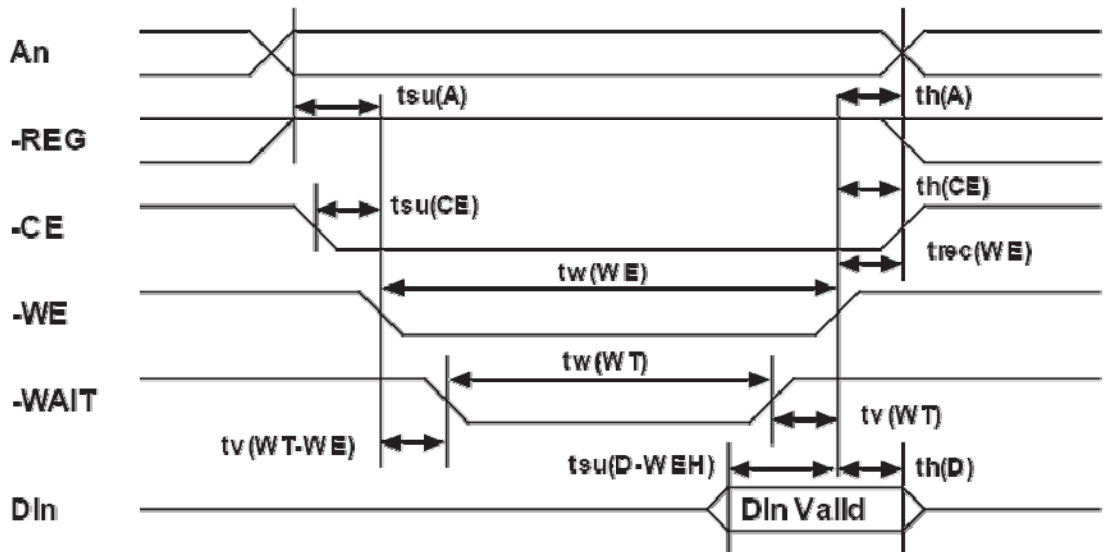 An
tsu(A)
th(A)
-REG
tsu(CE)
th(CE)
-CE
tw(WE)
trec(WE)
-WE
tw(WT)
-WAIT
tv(WT-WE)
tv(WT)
tsu(D-WEH)
th(D)
DIn
DIn Valid